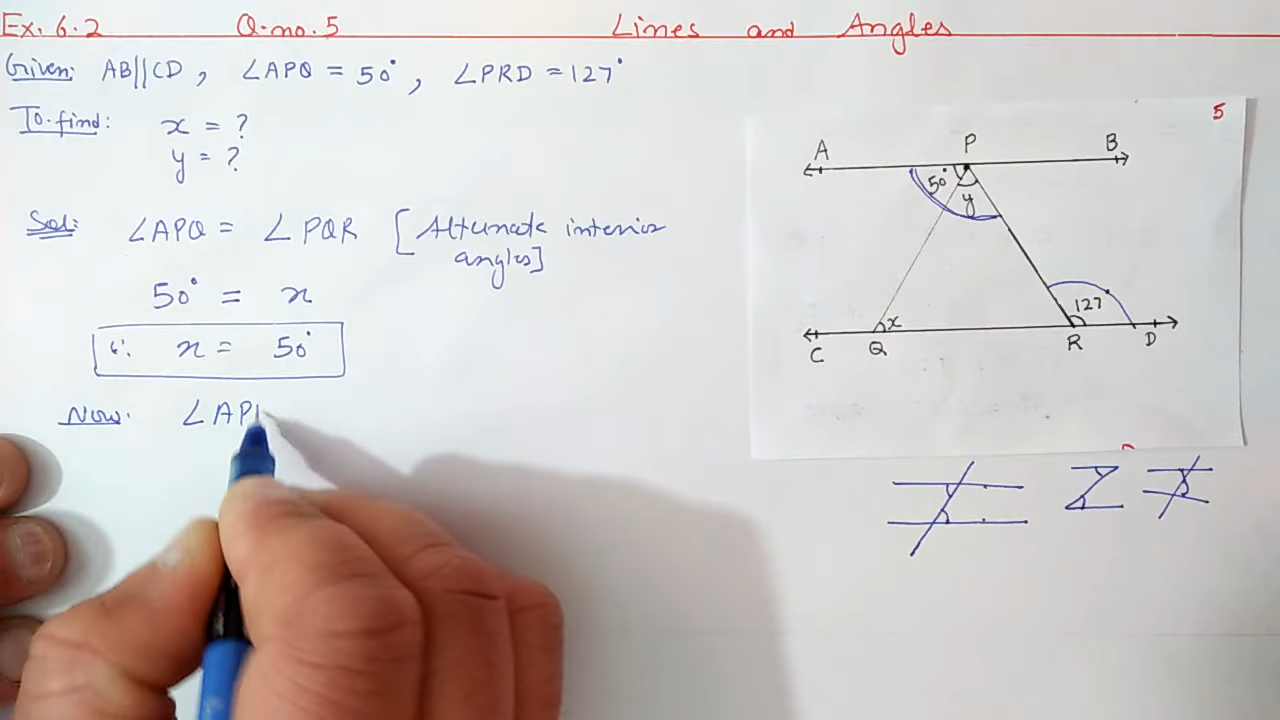 Ex. 6.2 Q.no.5 Lines and Angles
Given: AB||CD, ∠APQ = 50°, ∠PRD = 127°
To find: x = ?
y = ?
Sol: ∠APQ = ∠PQR [Alternate interior
angles]
50° = x
∴ x = 50°
Now. ∠AP
5
A P B
50° y
127
x
C Q R D